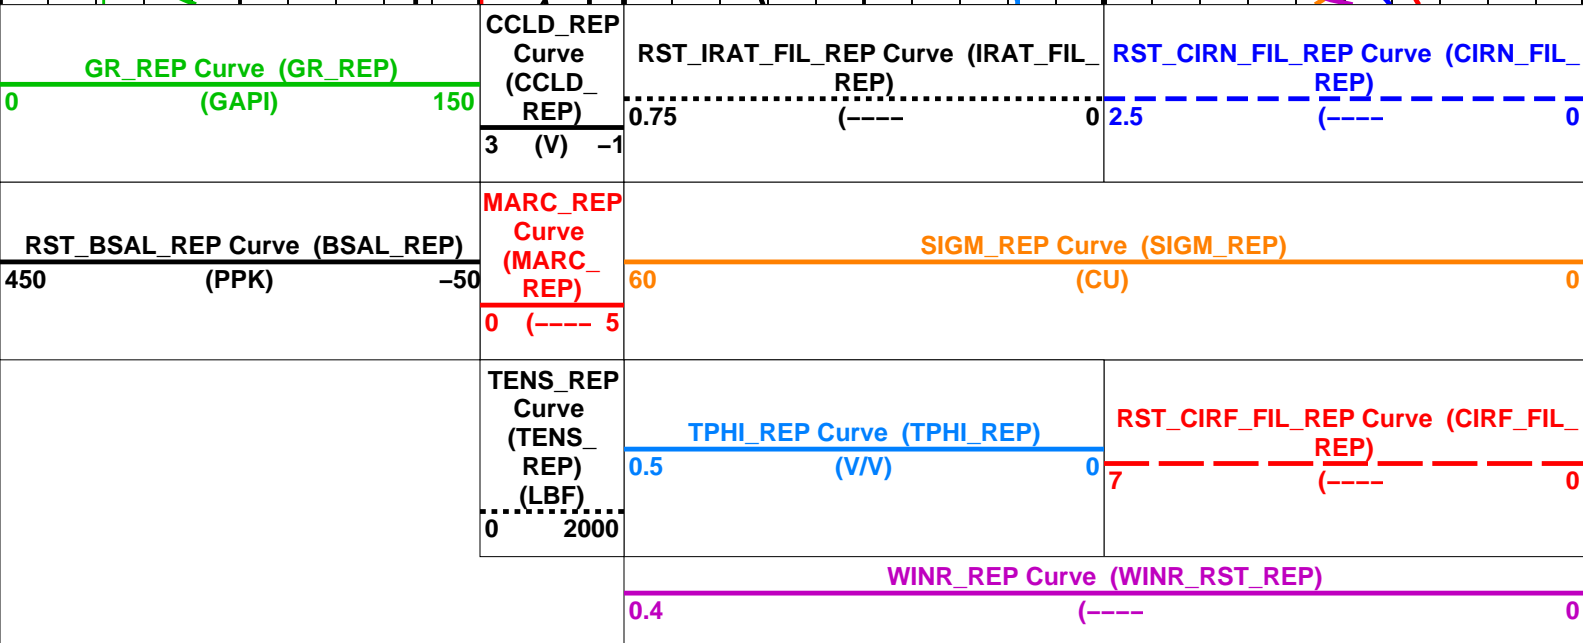 GR_REP Curve (GR_REP)
0 (GAPI) 150
CCLD_REP
Curve
(CCLD_
REP)
3 (V) −1
RST_IRAT_FIL_REP Curve (IRAT_FIL_
REP)
0.75 (−−−− 0
RST_CIRN_FIL_REP Curve (CIRN_FIL_
REP)
2.5 (−−−− 0
RST_BSAL_REP Curve (BSAL_REP)
450 (PPK) −50
MARC_REP
Curve
(MARC_
REP)
0 (−−−− 5
SIGM_REP Curve (SIGM_REP)
60 (CU) 0
TENS_REP
Curve
(TENS_
REP)
(LBF)
0 2000
TPHI_REP Curve (TPHI_REP)
0.5 (V/V) 0
RST_CIRF_FIL_REP Curve (CIRF_FIL_
REP)
7 (−−−− 0
WINR_REP Curve (WINR_RST_REP)
0.4 (−−−− 0